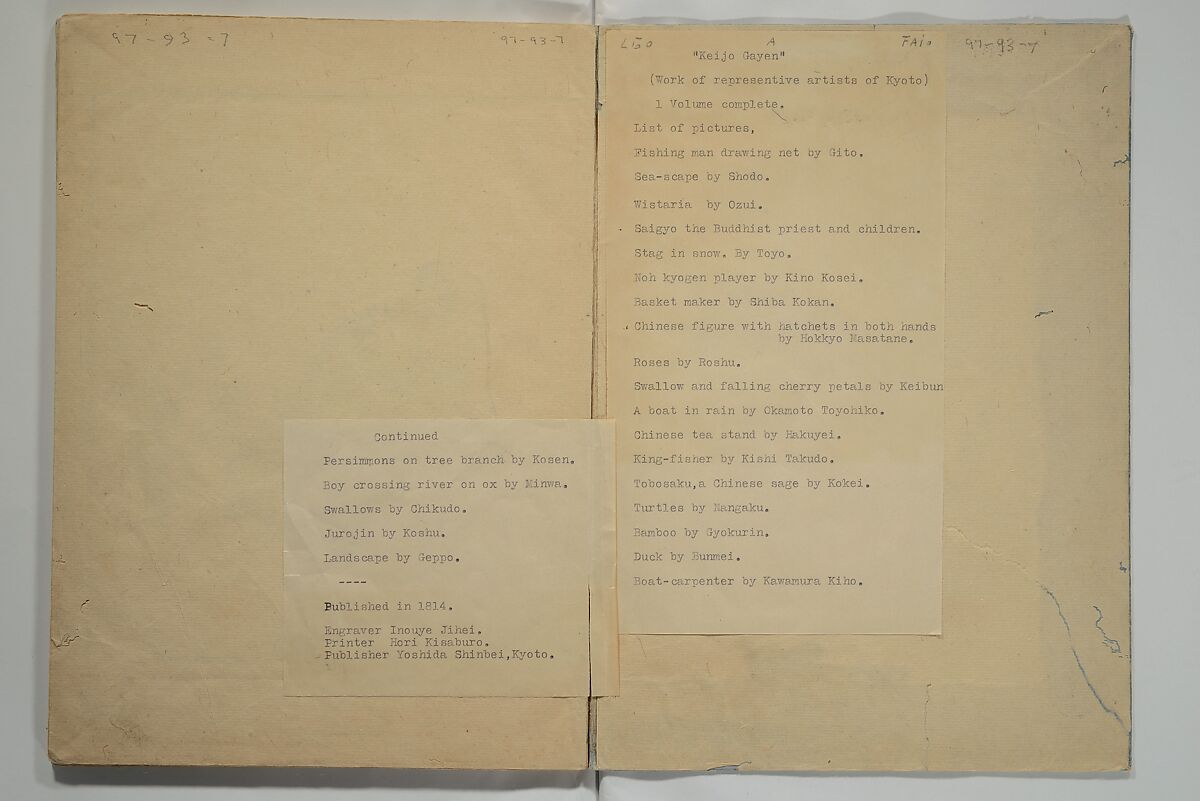 97-93-7
97-93-7
A
97-93-7
"Keijo Gayen"
(Work of representive artists of Kyoto)
1 Volume complete.
List of pictures,
Fishing man drawing net by Gito.
Sea-scape by Shodo.
Wistaria by Ozui.
Saigyo the Buddhist priest and children.
Stag in snow. By Toyo.
Noh kyogen player by Kino Kosei.
Basket maker by Shiba Kokan.
Chinese figure with hatchets in both hands
by Hokkyo Masatane.
Roses by Roshu.
Swallow and falling cherry petals by Keibun
A boat in rain by Okamoto Toyohiko.
Chinese tea stand by Hakuyei.
King-fisher by Kishi Takudo.
Tobosaku,a Chinese sage by Kokei.
Turtles by Nangaku.
Bamboo by Gyokurin.
Duck by Bunmei.
Boat-carpenter by Kawamura Kiho.
Continued
Persimmons on tree branch by Kosen.
Boy crossing river on ox by Minwa.
Swallows by Chikudo.
Jurojin by Koshu.
Landscape by Geppo.
----
Published in 1814.
Engraver Inouye Jihei.
Printer Hori Kisaburo.
Publisher Yoshida Shinbei,Kyoto.